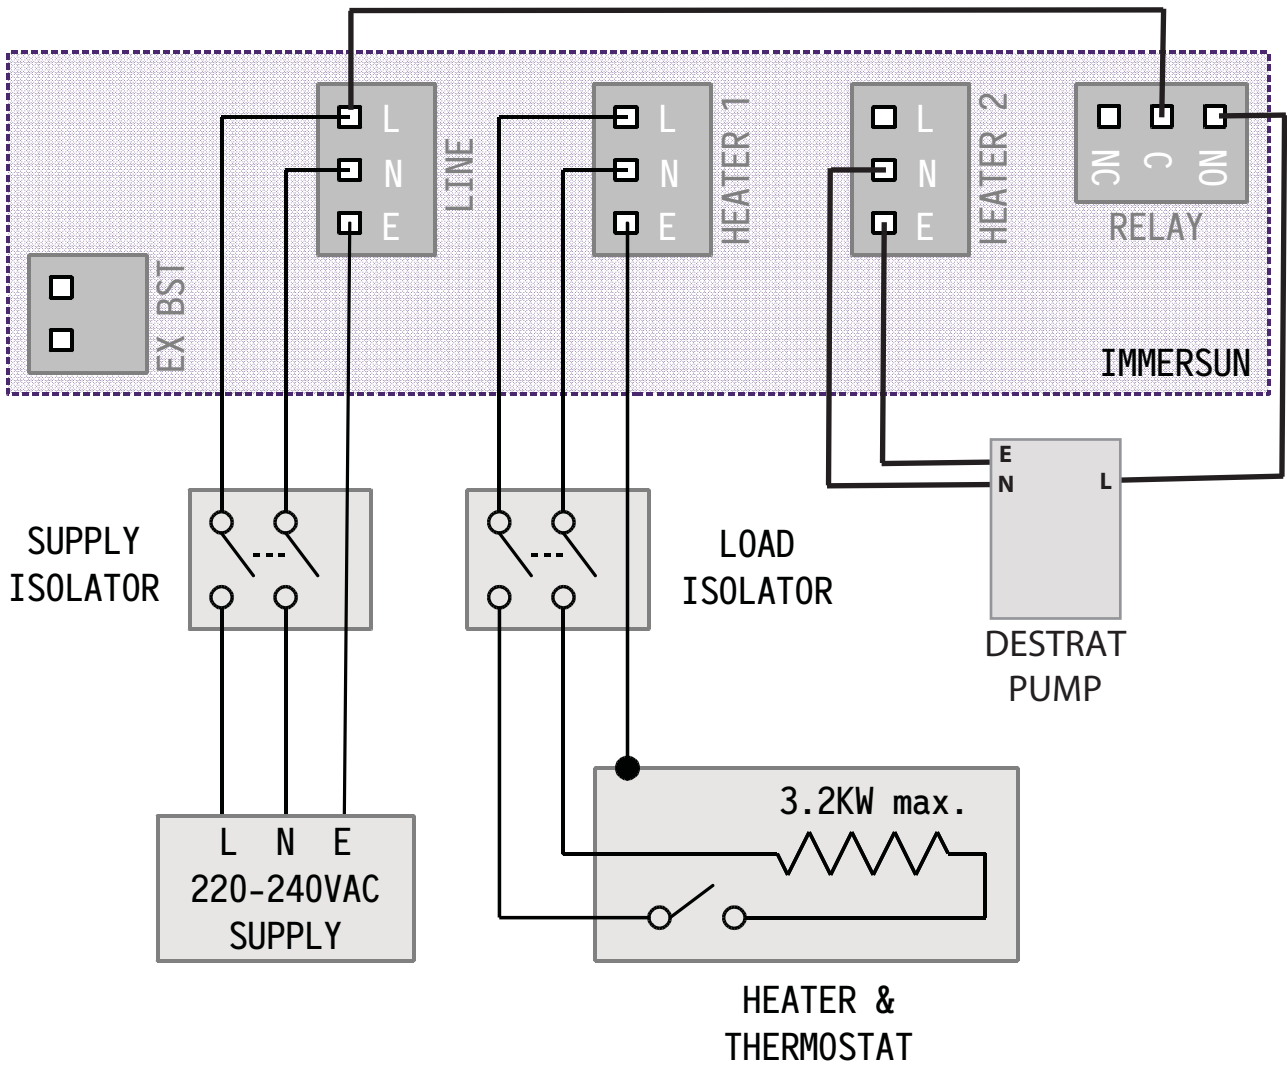 L
N
E
LINE
L
N
E
HEATER 1
L
N
E
HEATER 2
NC
C
NO
RELAY
EX BST
IMMERSUN
E
N
L
DESTRAT
PUMP
SUPPLY
ISOLATOR
LOAD
ISOLATOR
L N E
220-240VAC
SUPPLY
3.2KW max.
HEATER &
THERMOSTAT